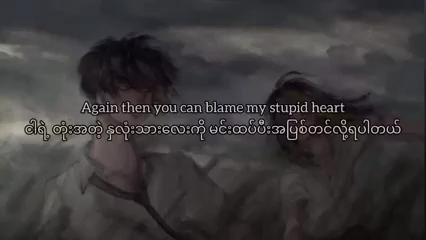 Again then you can blame my stupid heart
ငါရဲ့ တုံးအတဲ့ နှလုံးသားလေးကို မင်းထပ်ပီးအပြစ်တင်လို့ရပါတယ်